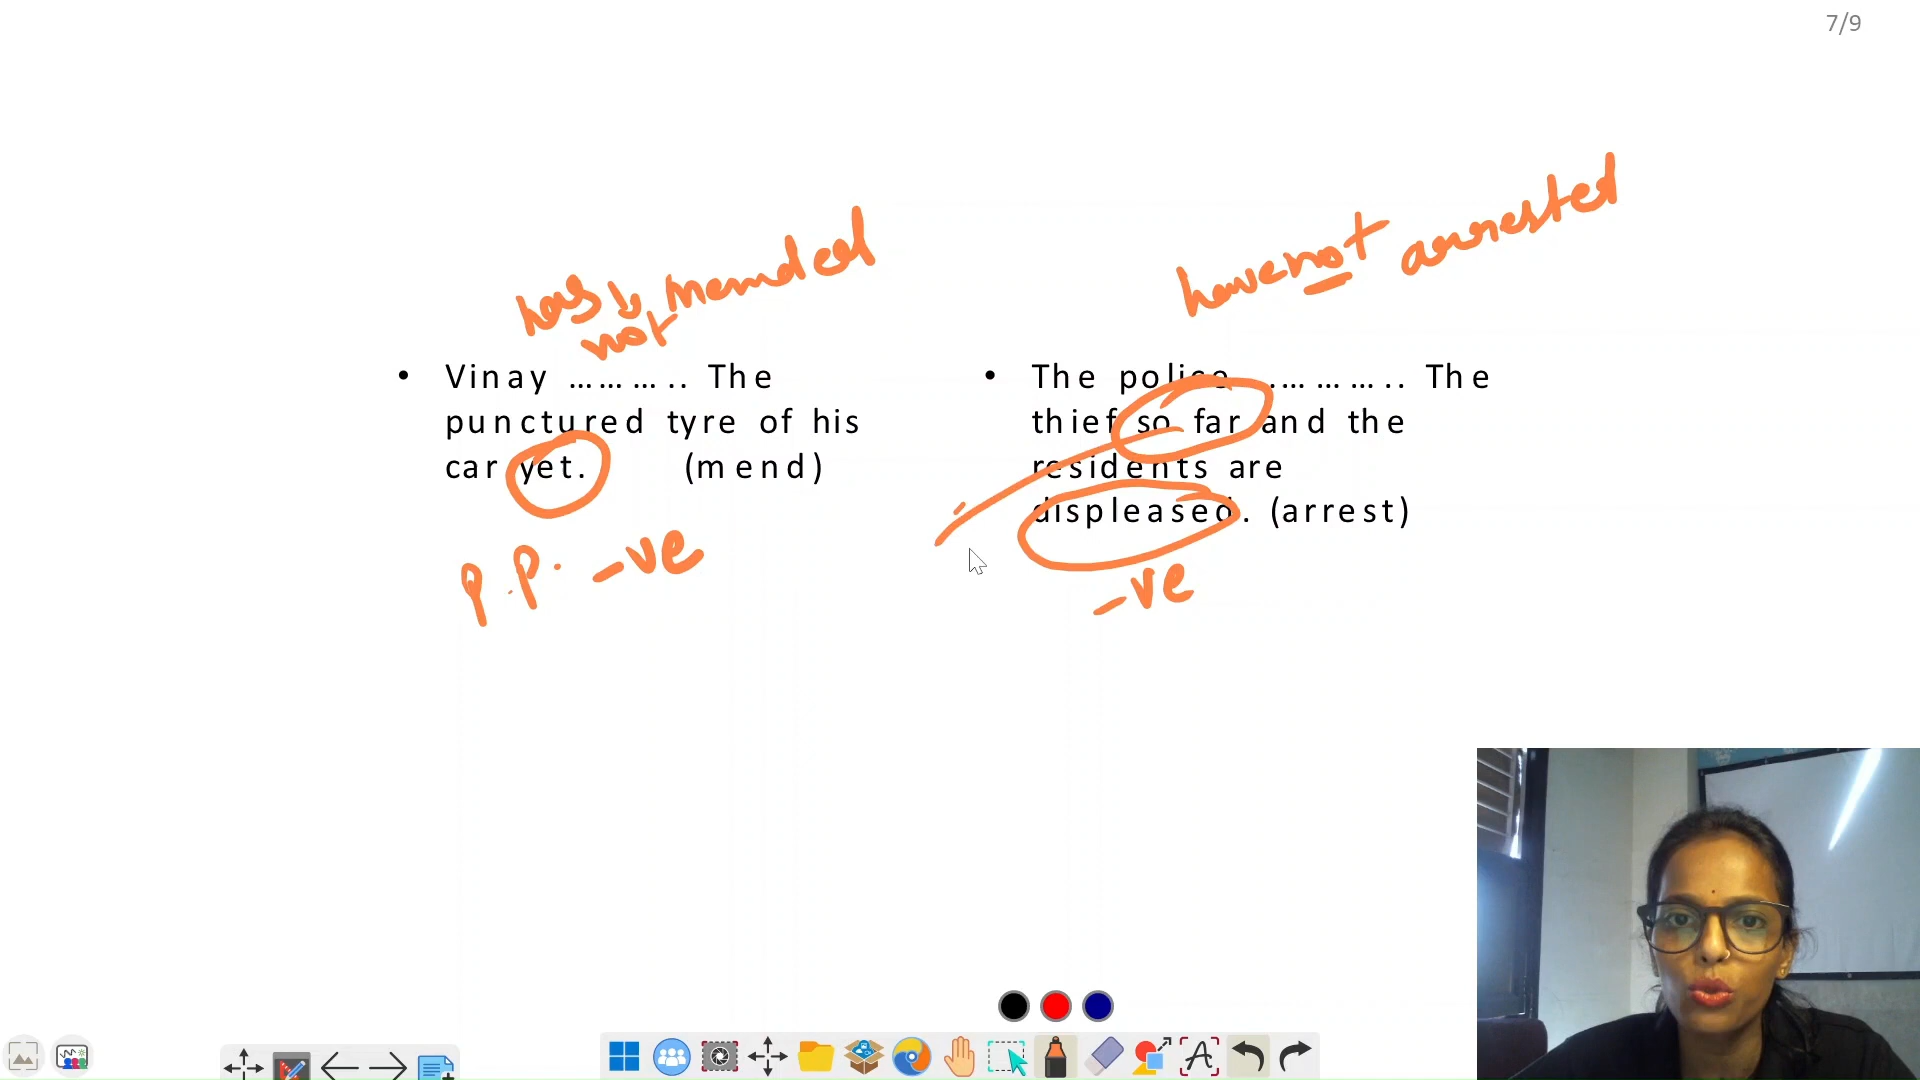 7/9
has mended
not
have not arrested
• Vinay ……….. The
punctured tyre of his
car yet. (mend)
• The police ………….. The
thief so far and the
residents are
displeased. (arrest)
P.P. -ve
-ve